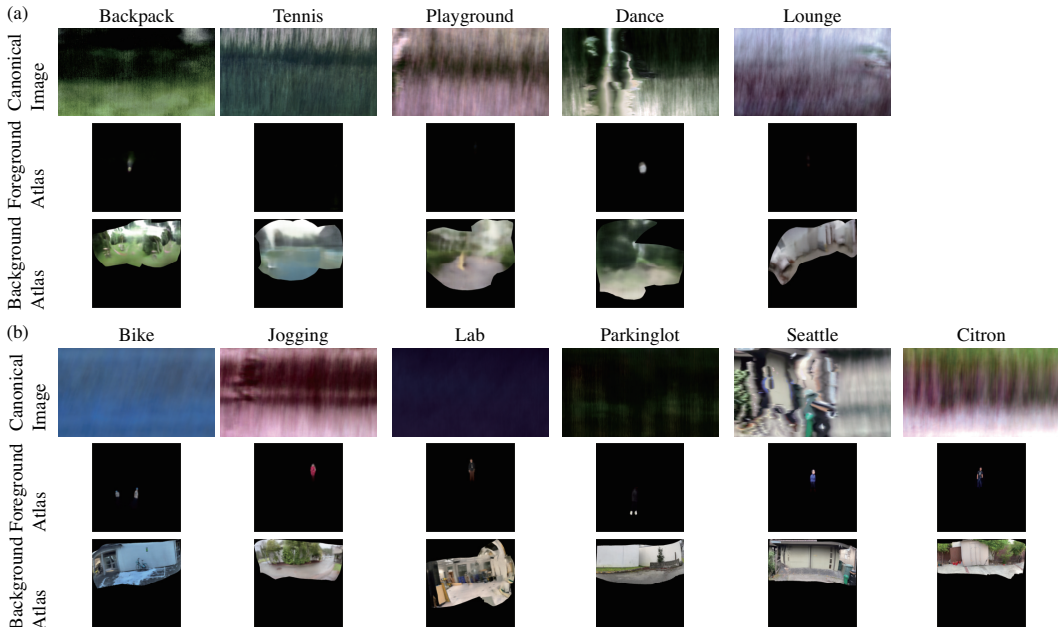 (a)
Backpack Tennis Playground Dance Lounge
Canonical
Image
Foreground
Atlas
Background
Atlas
(b)
Bike Jogging Lab Parkinglot Seattle Citron
Canonical
Image
Foreground
Atlas
Background
Atlas